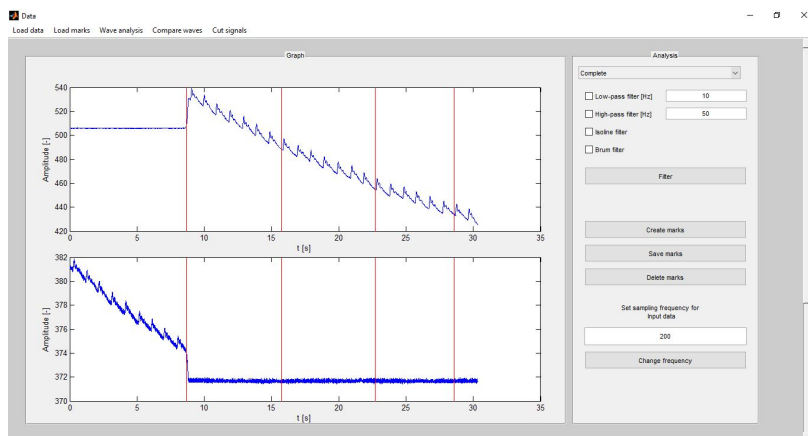 Data
Load data Load marks Wave analysis Compare waves Cut signals
Graph
540
520
500
480
460
440
420
Amplitude [-]
0 5 10 15 20 25 30 35
t [s]
382
380
378
376
374
372
370
Amplitude [-]
0 5 10 15 20 25 30 35
t [s]
Analysis
Complete
Low-pass filter [Hz] 10
High-pass filter [Hz] 50
Isoline filter
Brum filter
Filter
Create marks
Save marks
Delete marks
Set sampling frequency for
Input data
200
Change frequency